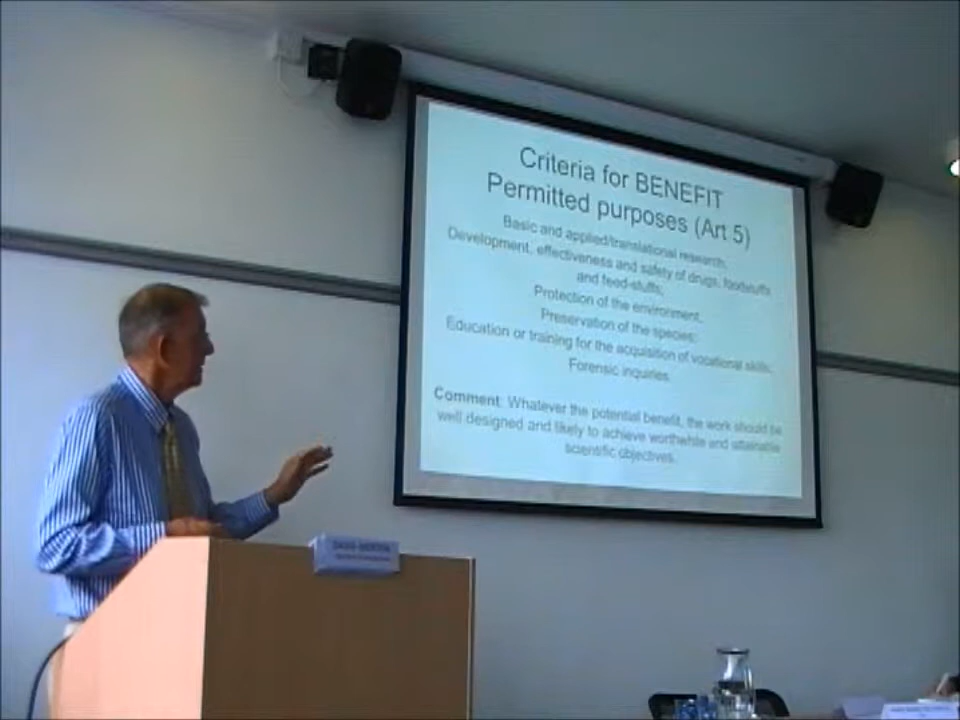 Criteria for BENEFIT
Permitted purposes (Art 5)
Basic and applied/translational research,
Development, effectiveness and safety of drugs, foodstuffs
and feed-stuffs;
Protection of the environment,
Preservation of the species;
Education or training for the acquisition of vocational skills;
Forensic inquiries.
Comment: Whatever the potential benefit, the work should be
well designed and likely to achieve worthwhile and attainable
scientific objectives.